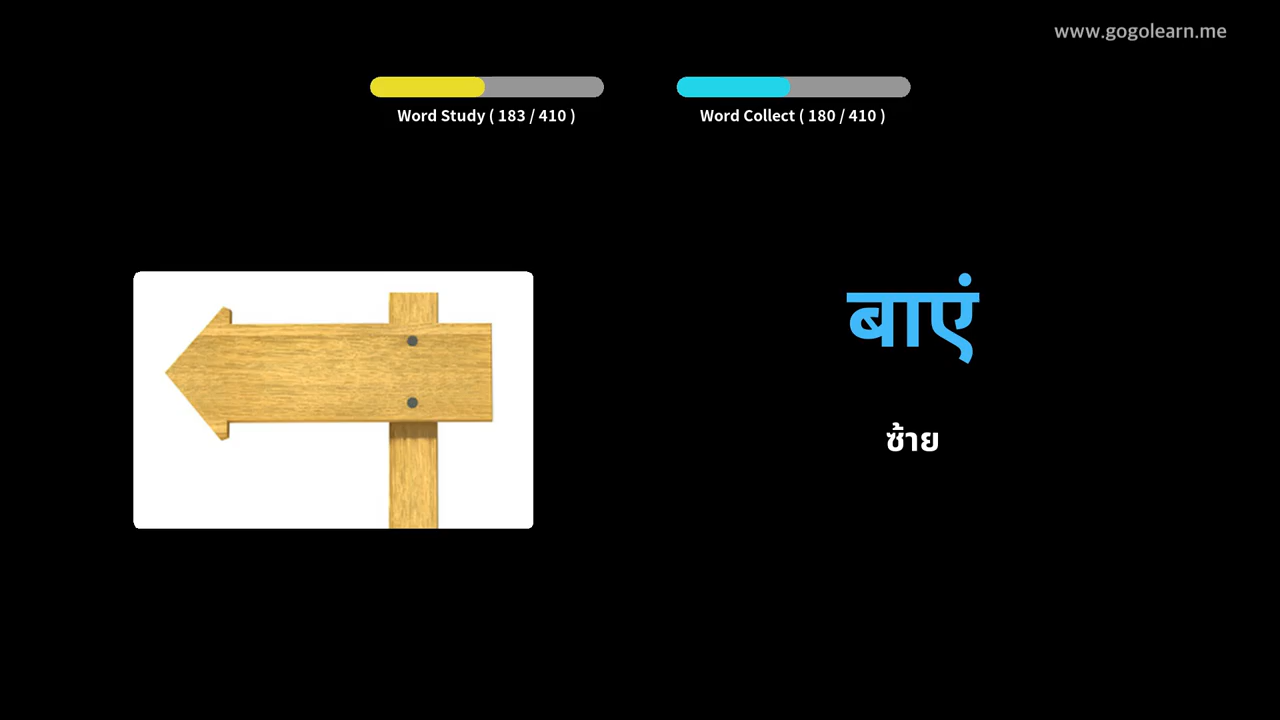 www.gogolearn.me
Word Study ( 183 / 410 )
Word Collect ( 180 / 410 )
बाएं
ซ้าย